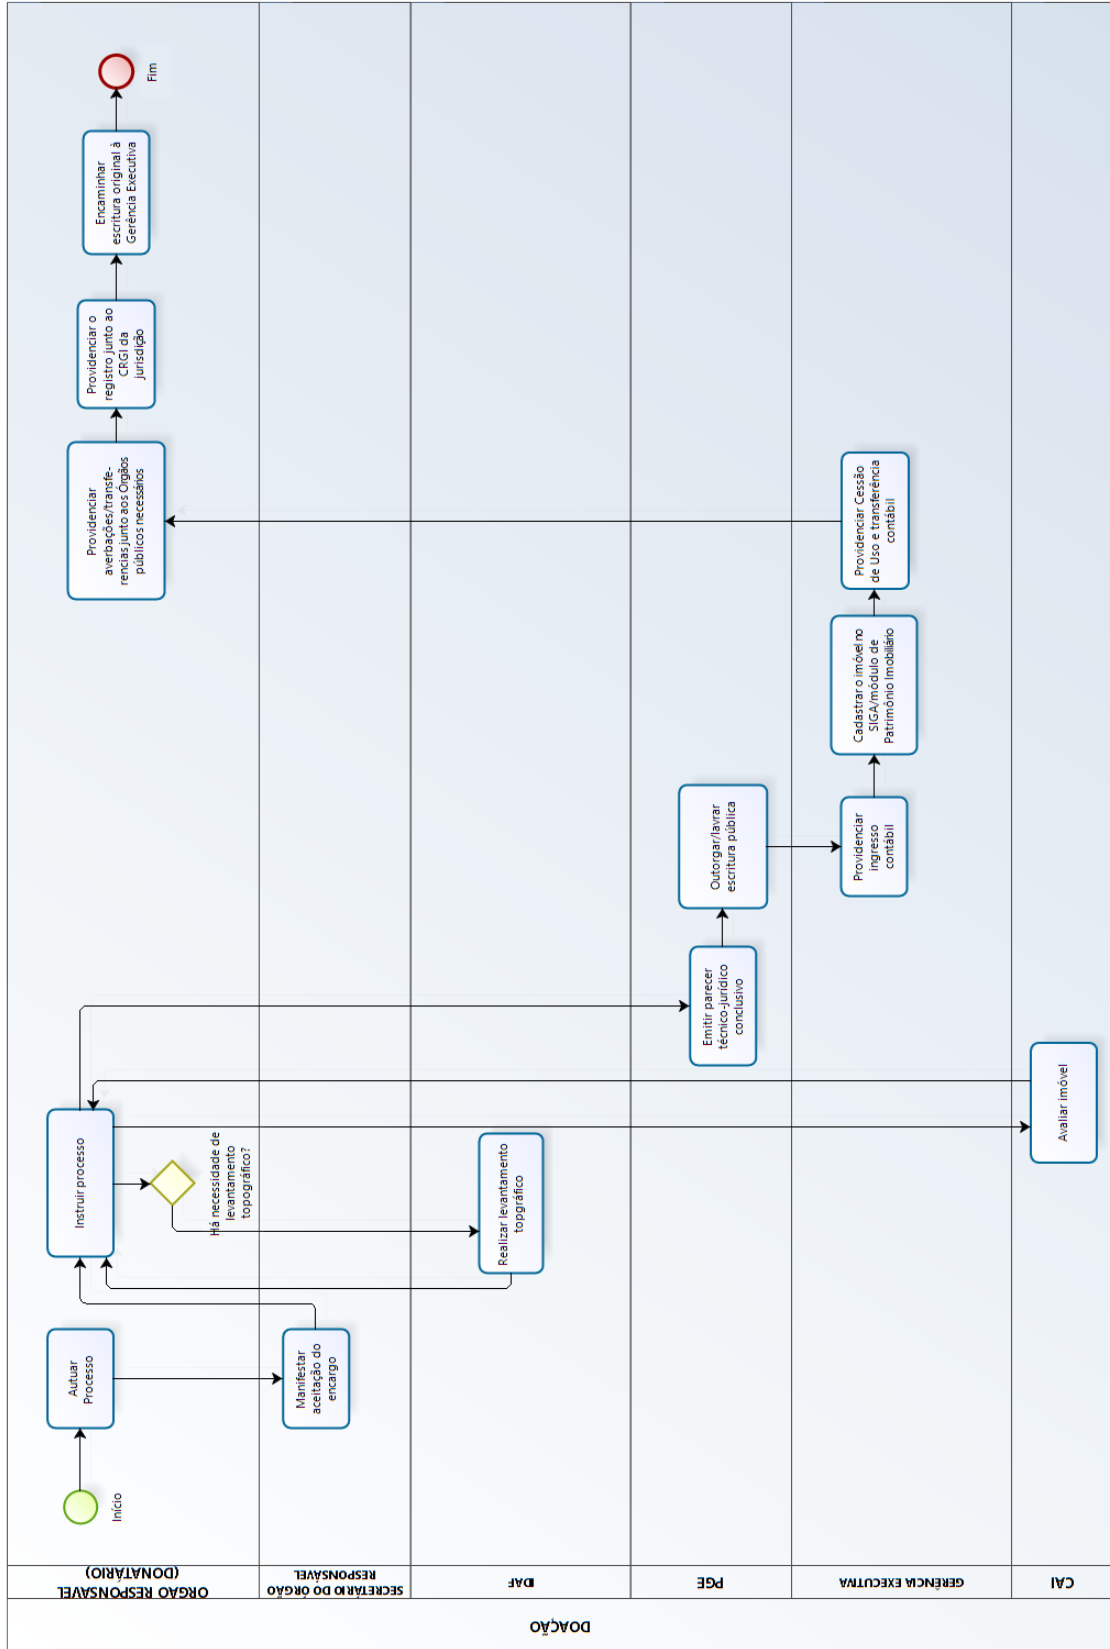 DOAÇÃO
ORGÃO RESPONSÁVEL
(DONATÁRIO)
Início
Autuar
Processo
Instruir processo
Há necessidade de
levantamento
topográfico?
Providenciar
averbações/transfe-
rencias junto aos Órgãos
públicos necessários
Providenciar o
registro junto ao
CRGI da
jurisdição
Encaminhar
escritura original à
Gerência Executiva
Fim
SECRETÁRIO DO ÓRGÃO
RESPONSÁVEL
Manifestar
aceitação do
encargo
IDAF
Realizar levantamento
topgráfico
PGE
Emitir parecer
técnico-jurídico
conclusivo
Outorgar/lavrar
escritura pública
GERÊNCIA EXECUTIVA
Providenciar
ingresso
contábil
Cadastrar o imóvel no
SIGA/módulo de
Patrimônio Imobiliário
Providenciar Cessão
de Uso e transferência
contábil
CAI
Avaliar imóvel